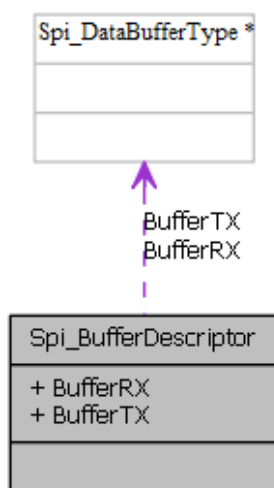 Spi_DataBufferType *
BufferTX
BufferRX
Spi_BufferDescriptor
+ BufferRX
+ BufferTX